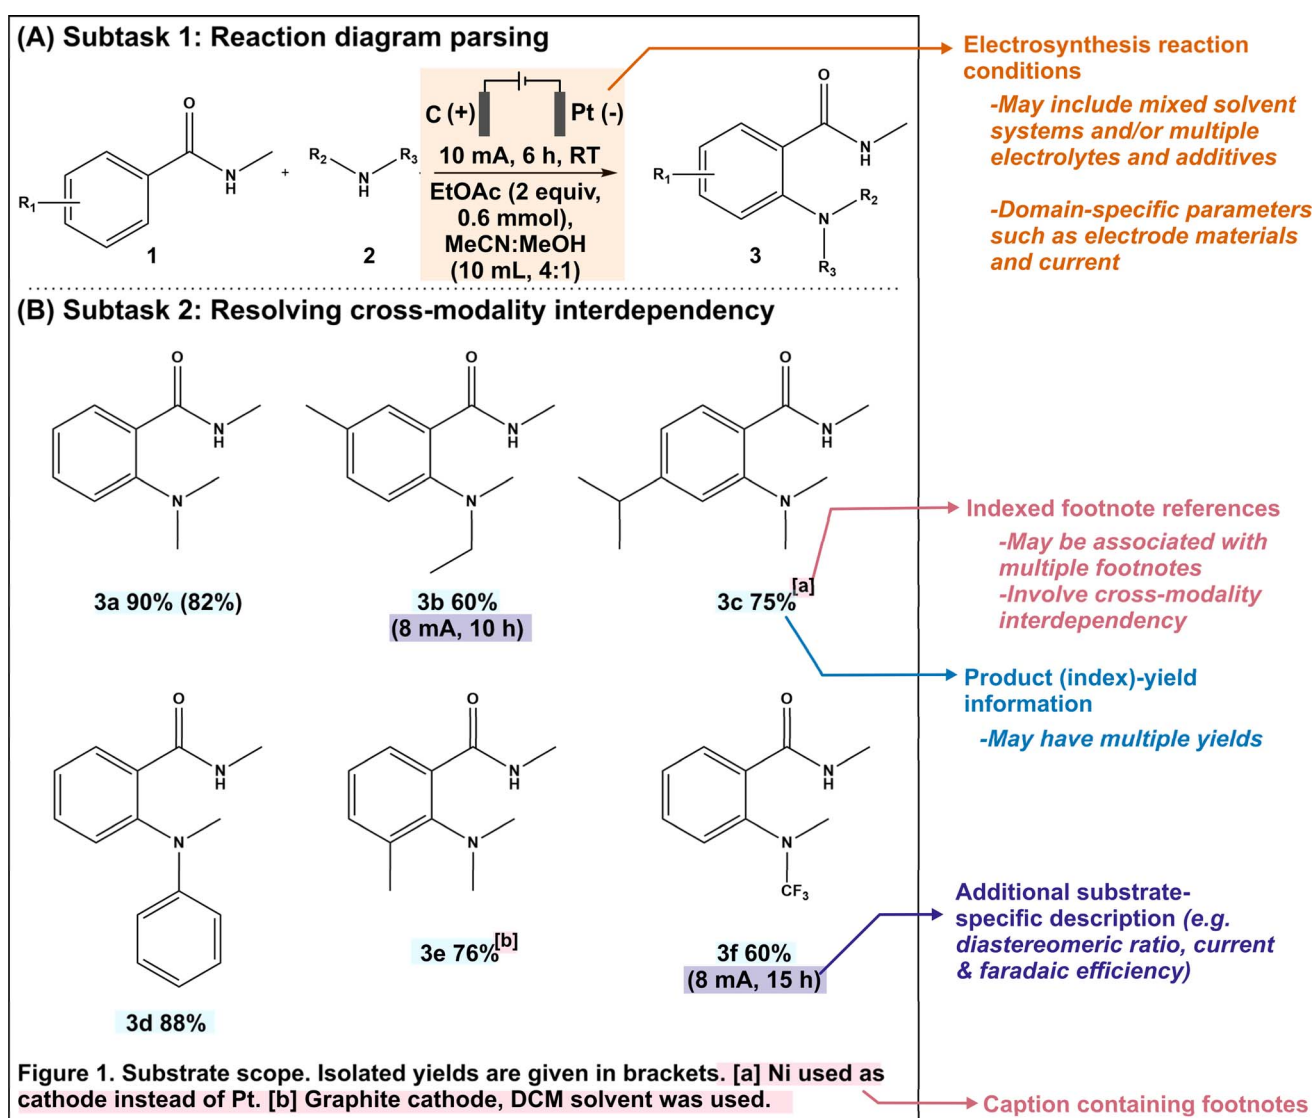 (A) Subtask 1: Reaction diagram parsing
O
N
H
R1
1
+
R2
R3
N
H
2
C (+)
Pt (-)
10 mA, 6 h, RT
EtOAc (2 equiv,
0.6 mmol),
MeCN:MeOH
(10 mL, 4:1)
O
N
H
R1
N
R2
R3
3
Electrosynthesis reaction
conditions
-May include mixed solvent
systems and/or multiple
electrolytes and additives
-Domain-specific parameters
such as electrode materials
and current
(B) Subtask 2: Resolving cross-modality interdependency
O
N
H
N
3a 90% (82%)
O
N
H
N
3b 60%
(8 mA, 10 h)
O
N
H
N
3c 75%[a]
Indexed footnote references
-May be associated with
multiple footnotes
-Involve cross-modality
interdependency
Product (index)-yield
information
-May have multiple yields
O
N
H
N
3d 88%
O
N
H
N
3e 76%[b]
O
N
H
N
CF3
3f 60%
(8 mA, 15 h)
Additional substrate-
specific description (e.g.
diastereomeric ratio, current
& faradaic efficiency)
Figure 1. Substrate scope. Isolated yields are given in brackets. [a] Ni used as
cathode instead of Pt. [b] Graphite cathode, DCM solvent was used.
Caption containing footnotes